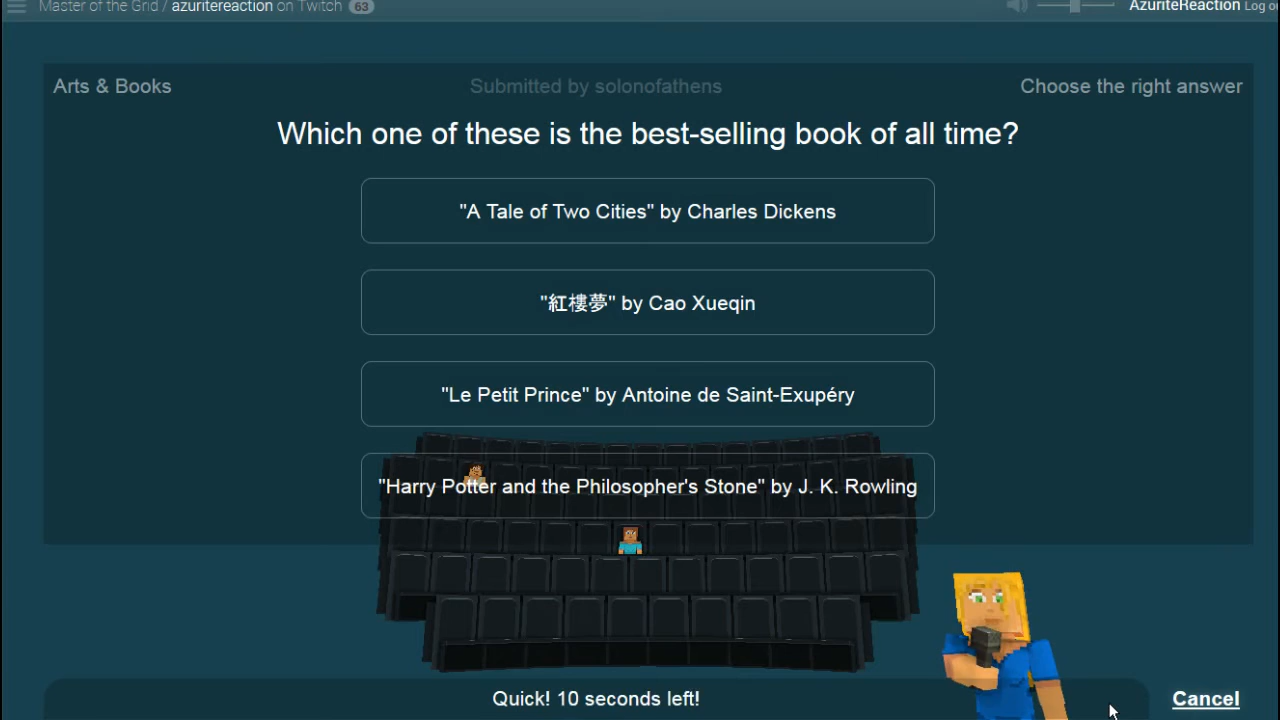 Master of the Grid / azuritereaction on Twitch 63
AzuriteReaction Log o
Arts & Books
Submitted by solonofathens
Choose the right answer
Which one of these is the best-selling book of all time?
"A Tale of Two Cities" by Charles Dickens
"紅樓夢" by Cao Xueqin
"Le Petit Prince" by Antoine de Saint-Exupéry
"Harry Potter and the Philosopher's Stone" by J. K. Rowling
Quick! 10 seconds left!
Cancel